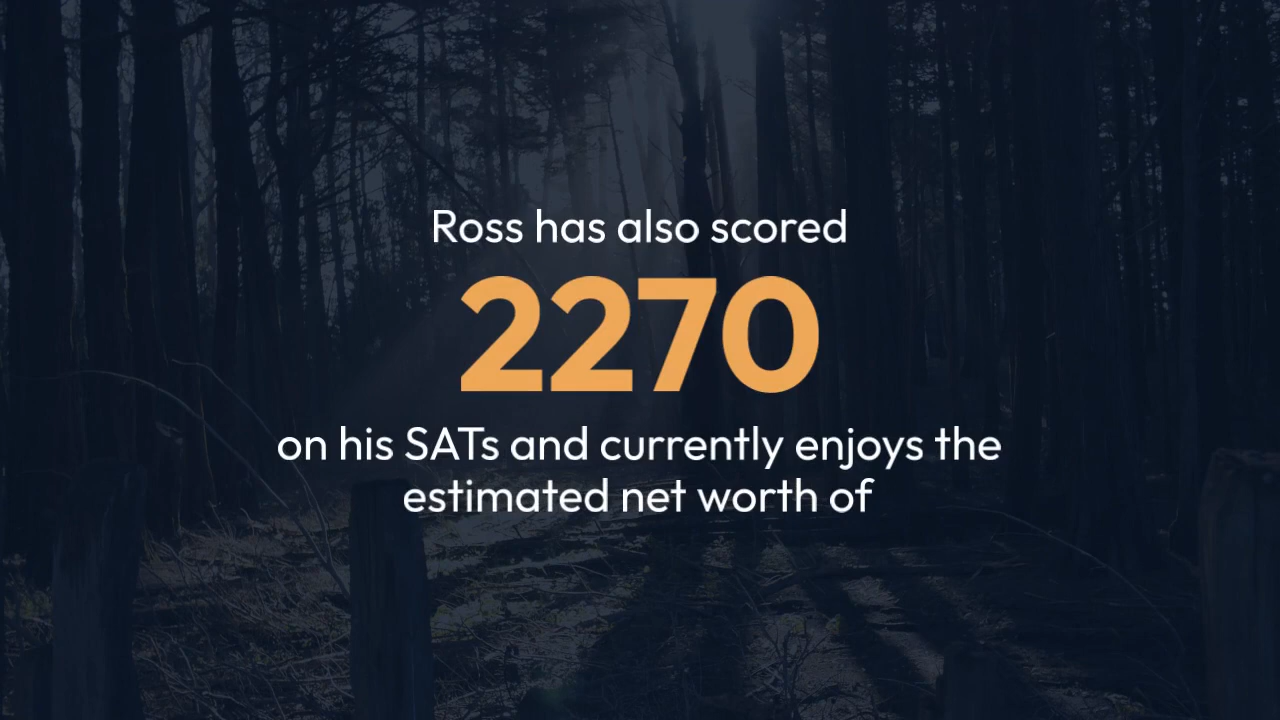 Ross has also scored
2270
on his SATs and currently enjoys the
estimated net worth of